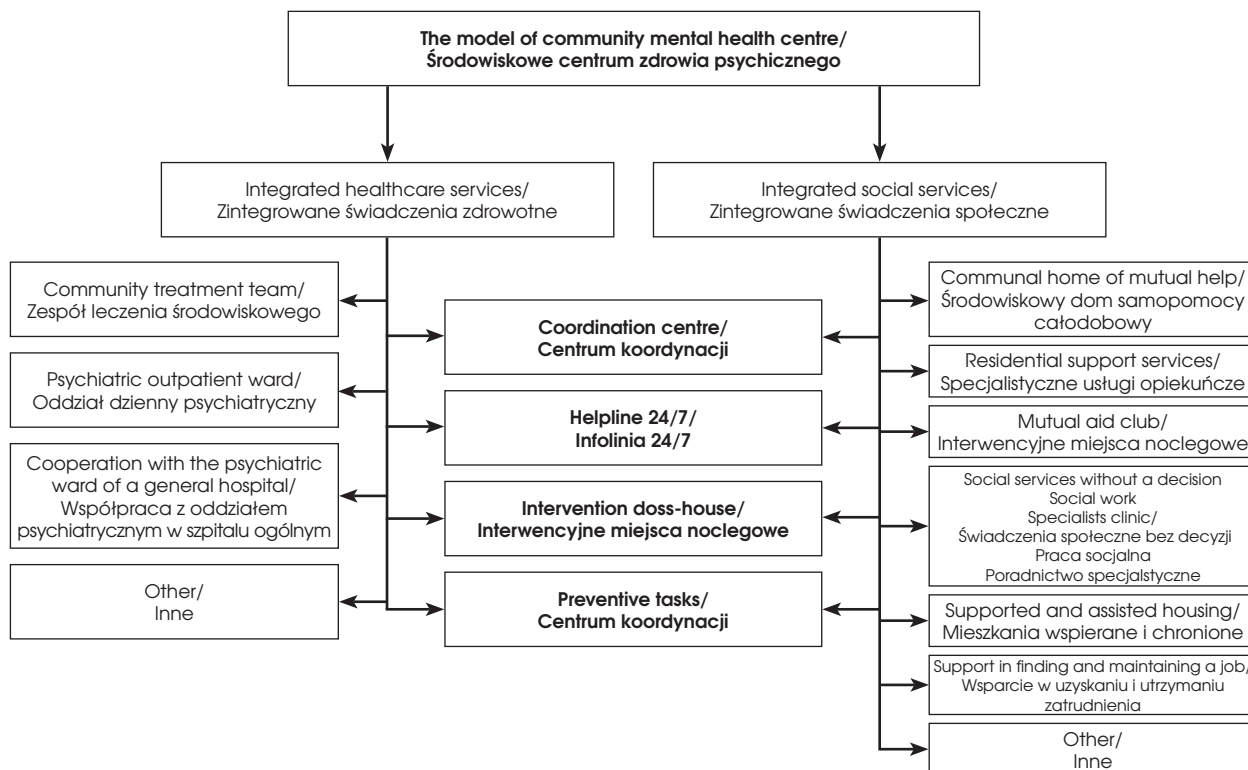 The model of community mental health centre/
Środowiskowe centrum zdrowia psychicznego
Integrated healthcare services/
Zintegrowane świadczenia zdrowotne
Integrated social services/
Zintegrowane świadczenia społeczne
Community treatment team/
Zespół leczenia środowiskowego
Psychiatric outpatient ward/
Oddział dzienny psychiatryczny
Cooperation with the psychiatric
ward of a general hospital/
Współpraca z oddziałem
psychiatrycznym w szpitalu ogólnym
Other/
Inne
Coordination centre/
Centrum koordynacji
Helpline 24/7/
Infolinia 24/7
Intervention doss-house/
Interwencyjne miejsca noclegowe
Preventive tasks/
Centrum koordynacji
Communal home of mutual help/
Środowiskowy dom samopomocy
całodobowy
Residential support services/
Specjalistyczne usługi opiekuńcze
Mutual aid club/
Interwencyjne miejsca noclegowe
Social services without a decision
Social work
Specialists clinic/
Świadczenia społeczne bez decyzji
Praca socjalna
Poradnictwo specjalstyczne
Supported and assisted housing/
Mieszkania wspierane i chronione
Support in finding and maintaining a job/
Wsparcie w uzyskaniu i utrzymaniu
zatrudnienia
Other/
Inne